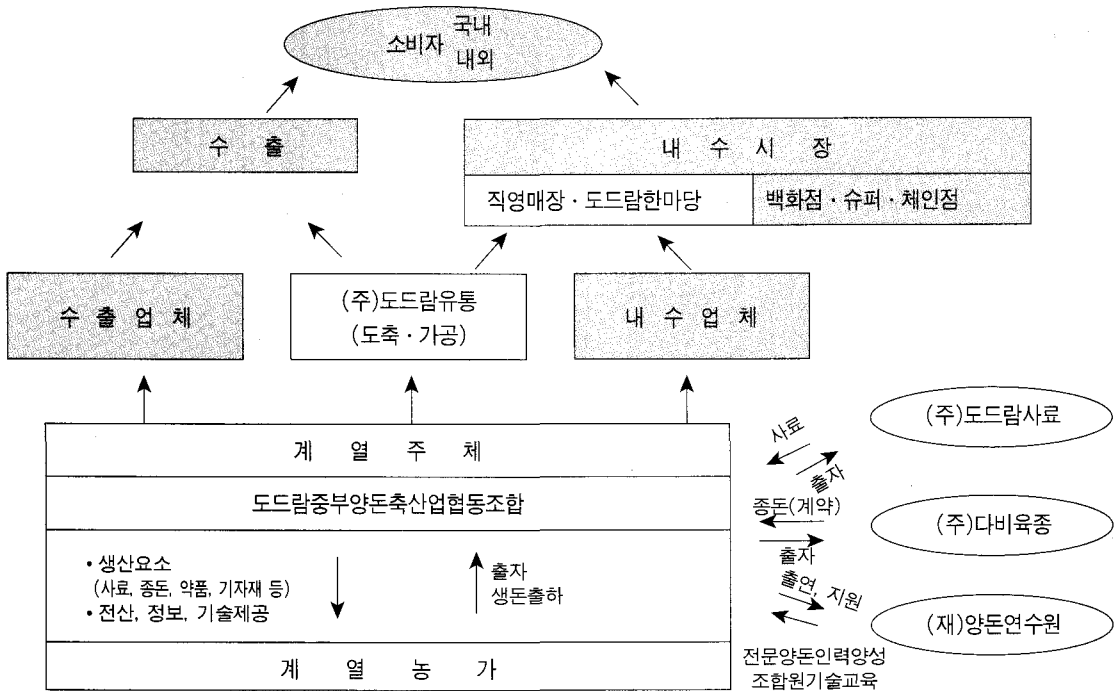 소비자 국내
내외
수 출
내 수 시 장
직영매장 · 도드람한마당
백화점 · 슈퍼 · 체인점
수 출 업 체
(주)도드람유통
(도축 · 가공)
내 수 업 체
계 열 주 체
도드람중부양돈축산업협동조합
• 생산요소
(사료, 종돈, 약품, 기자재 등)
• 전산, 정보, 기술제공
출자
생돈출하
계 열 농 가
사료
출자
(주)도드람사료
종돈(계약)
출자
(주)다비육종
출연, 지원
(재)양돈연수원
전문양돈인력양성
조합원기술교육